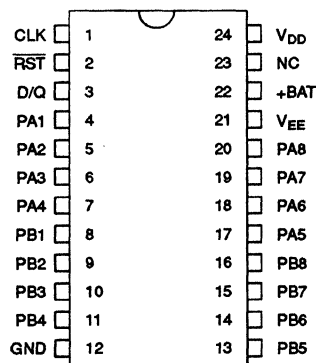 CLK 1 24 VDD
RST 2 23 NC
D/Q 3 22 +BAT
PA1 4 21 VEE
PA2 5 20 PA8
PA3 6 19 PA7
PA4 7 18 PA6
PB1 8 17 PA5
PB2 9 16 PB8
PB3 10 15 PB7
PB4 11 14 PB6
GND 12 13 PB5